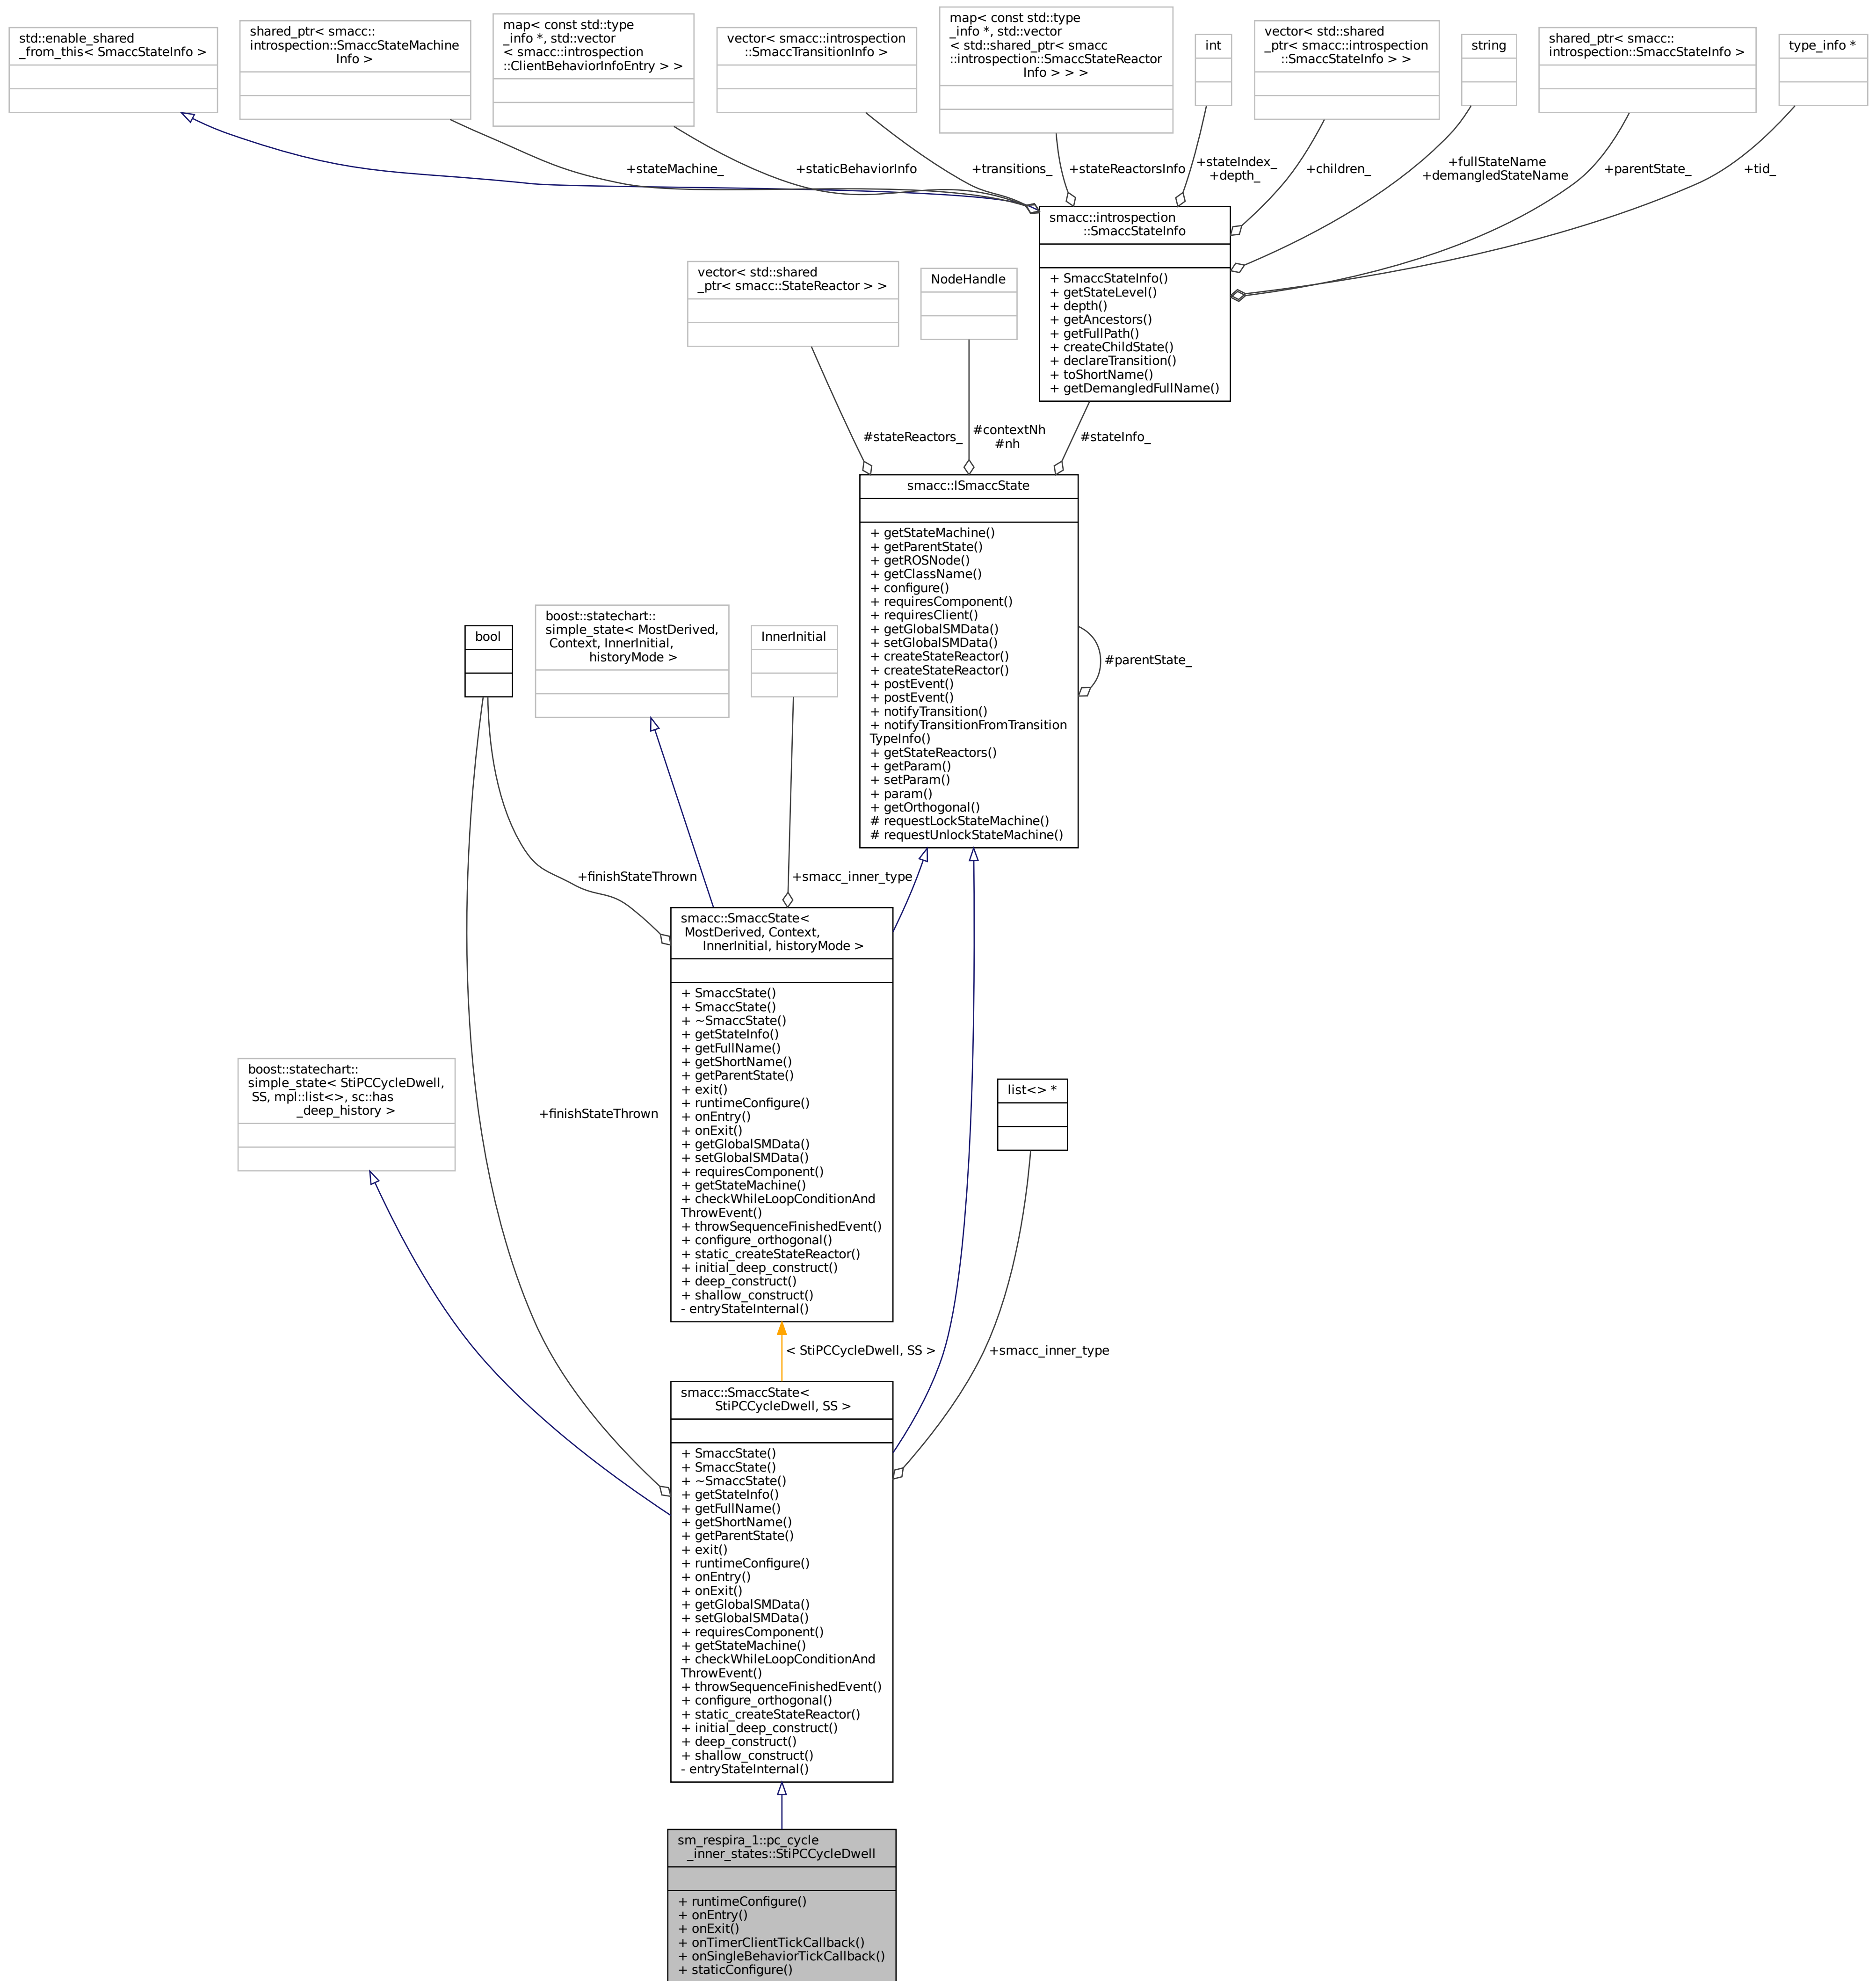 std::enable_shared
_from_this< SmaccStateInfo >
shared_ptr< smacc::
introspection::SmaccStateMachine
Info >
map< const std::type
_info *, std::vector
< smacc::introspection
::ClientBehaviorInfoEntry > >
vector< smacc::introspection
::SmaccTransitionInfo >
map< const std::type
_info *, std::vector
< std::shared_ptr< smacc
::introspection::SmaccStateReactor
Info > > >
int
vector< std::shared
_ptr< smacc::introspection
::SmaccStateInfo > >
string
shared_ptr< smacc::
introspection::SmaccStateInfo >
type_info *
+stateMachine_
+staticBehaviorInfo
+transitions_
+stateReactorsInfo
+stateIndex_
+depth_
+children_
+fullStateName
+demangledStateName
+parentState_
+tid_
smacc::introspection
::SmaccStateInfo
+ SmaccStateInfo()
+ getStateLevel()
+ depth()
+ getAncestors()
+ getFullPath()
+ createChildState()
+ declareTransition()
+ toShortName()
+ getDemangledFullName()
vector< std::shared
_ptr< smacc::StateReactor > >
NodeHandle
#stateReactors_
#contextNh
#nh
#stateInfo_
smacc::ISmaccState
+ getStateMachine()
+ getParentState()
+ getROSNode()
+ getClassName()
+ configure()
+ requiresComponent()
+ requiresClient()
+ getGlobalSMData()
+ setGlobalSMData()
+ createStateReactor()
+ createStateReactor()
+ postEvent()
+ postEvent()
+ notifyTransition()
+ notifyTransitionFromTransition
TypeInfo()
+ getStateReactors()
+ getParam()
+ setParam()
+ param()
+ getOrthogonal()
# requestLockStateMachine()
# requestUnlockStateMachine()
#parentState_
bool
boost::statechart::
simple_state< MostDerived,
Context, InnerInitial,
historyMode >
InnerInitial
+finishStateThrown
+smacc_inner_type
smacc::SmaccState<
MostDerived, Context,
InnerInitial, historyMode >
+ SmaccState()
+ SmaccState()
+ ~SmaccState()
+ getStateInfo()
+ getFullName()
+ getShortName()
+ getParentState()
+ exit()
+ runtimeConfigure()
+ onEntry()
+ onExit()
+ getGlobalSMData()
+ setGlobalSMData()
+ requiresComponent()
+ getStateMachine()
+ checkWhileLoopConditionAnd
ThrowEvent()
+ throwSequenceFinishedEvent()
+ configure_orthogonal()
+ static_createStateReactor()
+ initial_deep_construct()
+ deep_construct()
+ shallow_construct()
- entryStateInternal()
boost::statechart::
simple_state< StiPCCycleDwell,
SS, mpl::list<>, sc::has
_deep_history >
+finishStateThrown
list<> *
< StiPCCycleDwell, SS >
+smacc_inner_type
smacc::SmaccState<
StiPCCycleDwell, SS >
+ SmaccState()
+ SmaccState()
+ ~SmaccState()
+ getStateInfo()
+ getFullName()
+ getShortName()
+ getParentState()
+ exit()
+ runtimeConfigure()
+ onEntry()
+ onExit()
+ getGlobalSMData()
+ setGlobalSMData()
+ requiresComponent()
+ getStateMachine()
+ checkWhileLoopConditionAnd
ThrowEvent()
+ throwSequenceFinishedEvent()
+ configure_orthogonal()
+ static_createStateReactor()
+ initial_deep_construct()
+ deep_construct()
+ shallow_construct()
- entryStateInternal()
sm_respira_1::pc_cycle
_inner_states::StiPCCycleDwell
+ runtimeConfigure()
+ onEntry()
+ onExit()
+ onTimerClientTickCallback()
+ onSingleBehaviorTickCallback()
+ staticConfigure()